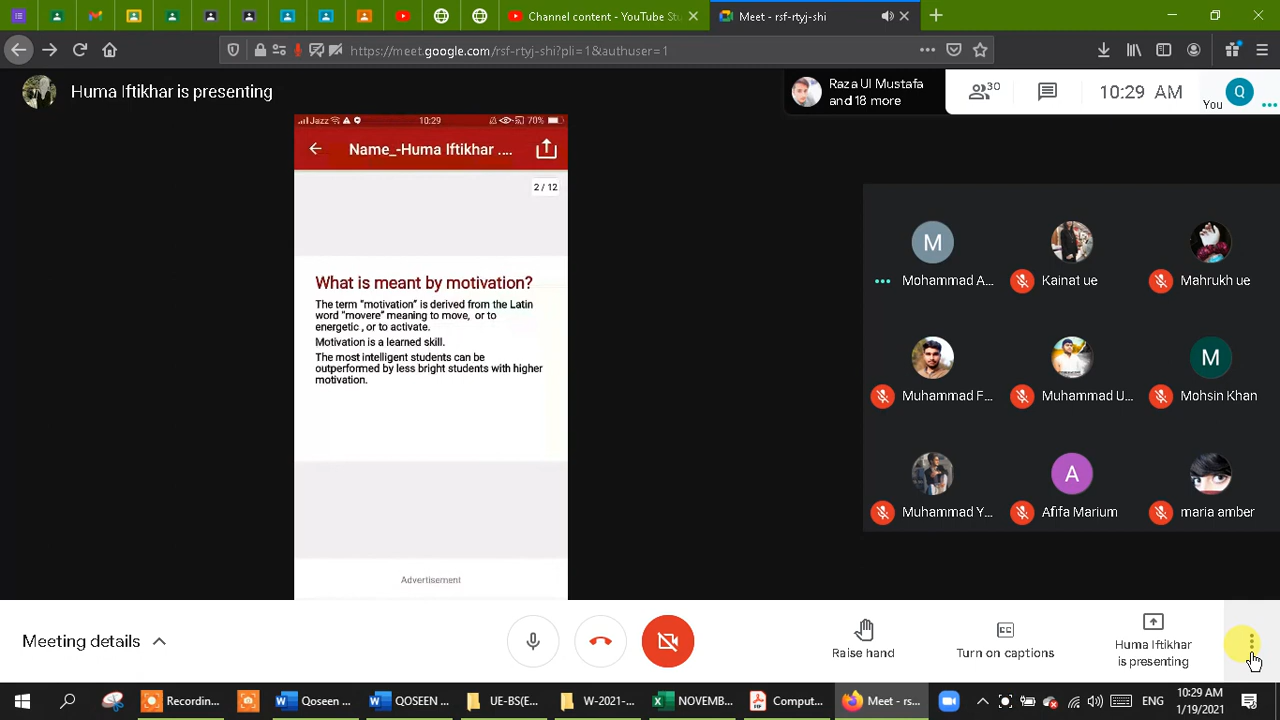 Channel content - YouTube St
Meet - rsf-rtyj-shi
https://meet.google.com/rsf-rtyj-shi?pli=1&authuser=1
Huma Iftikhar is presenting
Raza Ul Mustafa
and 18 more
30
10:29 AM
You
Q
Jazz
10:29
70%
Name_-Huma Iftikhar ....
2 / 12
What is meant by motivation?
The term "motivation" is derived from the Latin
word "movere" meaning to move, or to
energetic , or to activate.
Motivation is a learned skill.
The most intelligent students can be
outperformed by less bright students with higher
motivation.
Advertisement
M
Mohammad A...
Kainat ue
Mahrukh ue
Muhammad F...
Muhammad U...
M
Mohsin Khan
Muhammad Y...
A
Afifa Marium
maria amber
Meeting details
Raise hand
CC
Turn on captions
Huma Iftikhar
is presenting
Recordin...
Qoseen ...
QOSEEN ...
UE-BS(E...
W-2021-...
NOVEMB...
Comput...
Meet - rs...
ENG
10:29 AM
1/19/2021